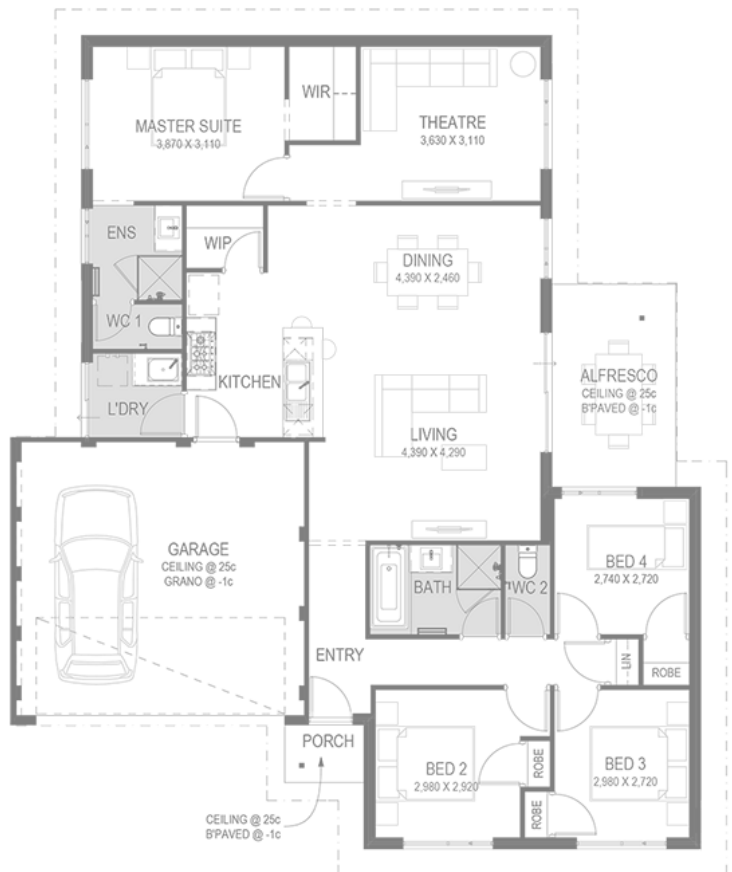 MASTER SUITE
3,870 X 3,110
WIR
THEATRE
3,630 X 3,110
ENS
WIP
DINING
4,390 X 2,460
WC 1
KITCHEN
L'DRY
LIVING
4,390 X 4,290
ALFRESCO
CEILING @ 25c
B'PAVED @ -1c
GARAGE
CEILING @ 25c
GRANO @ -1c
BATH
WC 2
BED 4
2,740 X 2,720
ENTRY
LIN
ROBE
PORCH
CEILING @ 25c
B'PAVED @ -1c
BED 2
2,980 X 2,920
ROBE
BED 3
2,980 X 2,720
ROBE